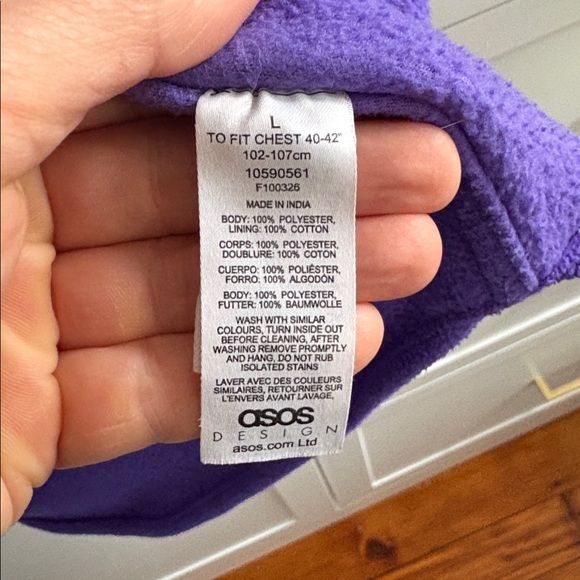 L
TO FIT CHEST 40-42"
102-107cm
10590561
F100326
MADE IN INDIA
BODY: 100% POLYESTER,
LINING: 100% COTTON
CORPS: 100% POLYESTER,
DOUBLURE: 100% COTON
CUERPO: 100% POLIÉSTER,
FORRO: 100% ALGODÓN
BODY: 100% POLYESTER,
FUTTER: 100% BAUMWOLLE
WASH WITH SIMILAR
COLOURS, TURN INSIDE OUT
BEFORE CLEANING, AFTER
WASHING REMOVE PROMPTLY
AND HANG, DO NOT RUB
ISOLATED STAINS
LAVER AVEC DES COULEURS
SIMILAIRES, RETOURNER SUR
L'ENVERS AVANT LAVAGE,
asos
DESIGN
asos.com Ltd